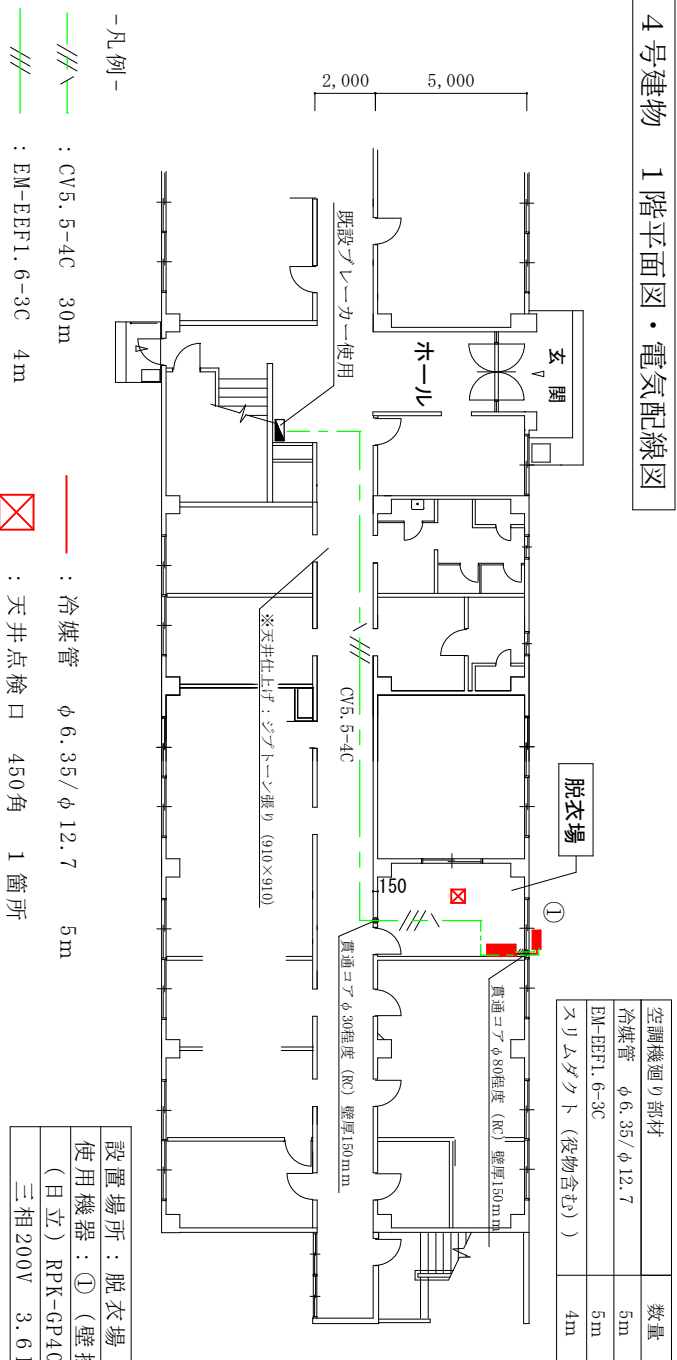 4号建物　1階平面図・電気配線図
2,000
5,000
玄関
ホール
既設ブレーカー使用
※天井仕上げ：ジプトーン張り (910×910)
CV5.5-4C
脱衣場
①
150
貫通コアφ30程度 (RC) 壁厚150mm
貫通コアφ80程度 (RC) 壁厚150mm
空調機廻り部材　数量
冷媒管　φ6.35/φ12.7　5m
EM-EEF1.6-3C　5m
スリムダクト（役物含む））　4m
-凡例-
：CV5.5-4C　30m
：EM-EEF1.6-3C　4m
：冷媒管　φ6.35/φ12.7　5m
：天井点検口　450角　1箇所
設置場所：脱衣場
使用機器：①（壁掛
（日立）RPK-GP40
三相200V　3.6